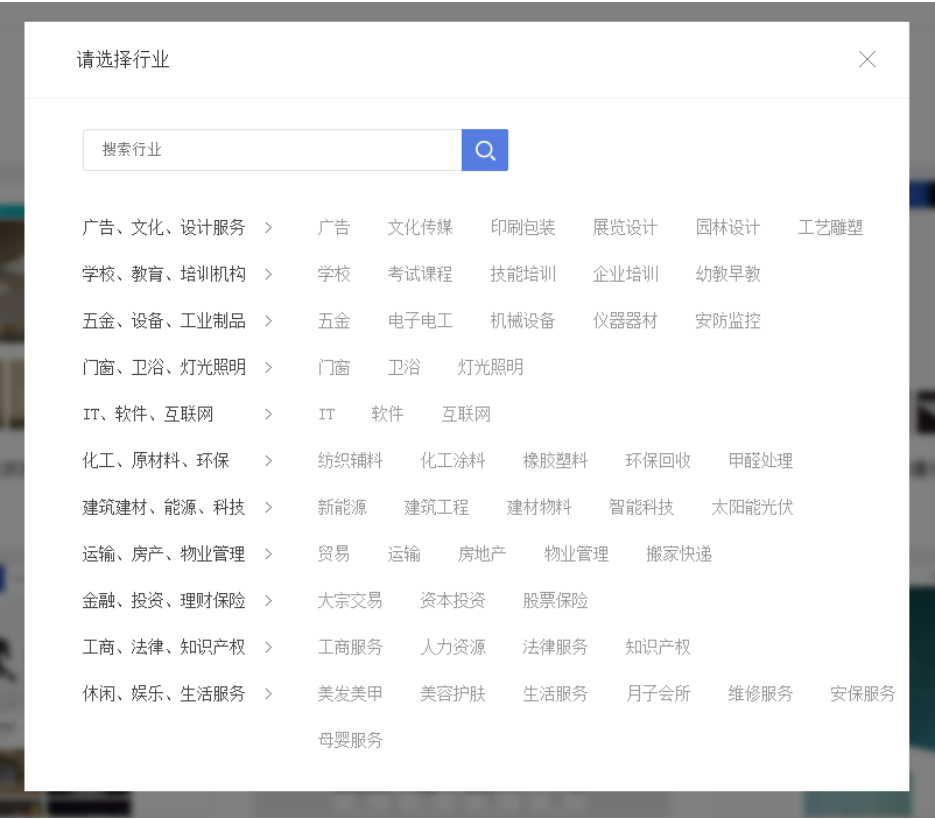 请选择行业
搜索行业
广告、文化、设计服务 > 广告 文化传媒 印刷包装 展览设计 园林设计 工艺雕塑
学校、教育、培训机构 > 学校 考试课程 技能培训 企业培训 幼教早教
五金、设备、工业制品 > 五金 电子电工 机械设备 仪器器材 安防监控
门窗、卫浴、灯光照明 > 门窗 卫浴 灯光照明
IT、软件、互联网 > IT 软件 互联网
化工、原材料、环保 > 纺织辅料 化工涂料 橡胶塑料 环保回收 甲醛处理
建筑建材、能源、科技 > 新能源 建筑工程 建材物料 智能科技 太阳能光伏
运输、房产、物业管理 > 贸易 运输 房地产 物业管理 搬家快递
金融、投资、理财保险 > 大宗交易 资本投资 股票保险
工商、法律、知识产权 > 工商服务 人力资源 法律服务 知识产权
休闲、娱乐、生活服务 > 美发美甲 美容护肤 生活服务 月子会所 维修服务 安保服务
母婴服务